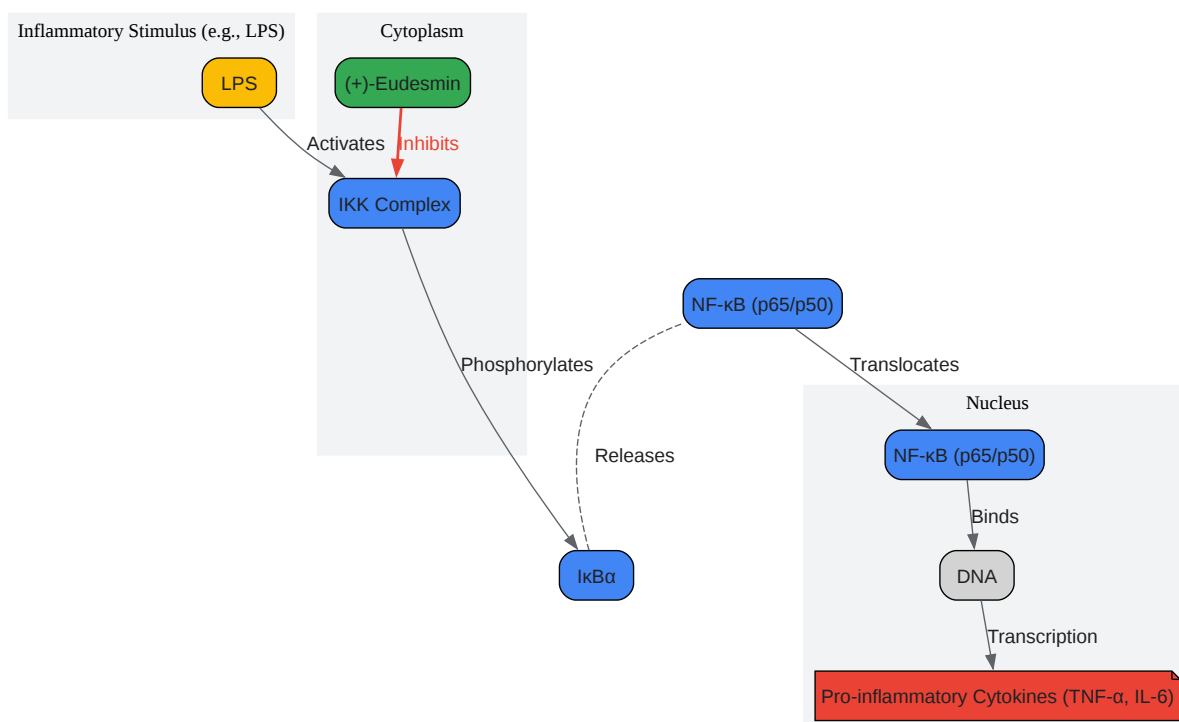 Inflammatory Stimulus (e.g., LPS)
Cytoplasm
LPS
(+)-Eudesmin
Activates
Inhibits
IKK Complex
NF-κB (p65/p50)
Phosphorylates
Translocates
Nucleus
NF-κB (p65/p50)
Releases
Binds
IκBα
DNA
Transcription
Pro-inflammatory Cytokines (TNF-α, IL-6)